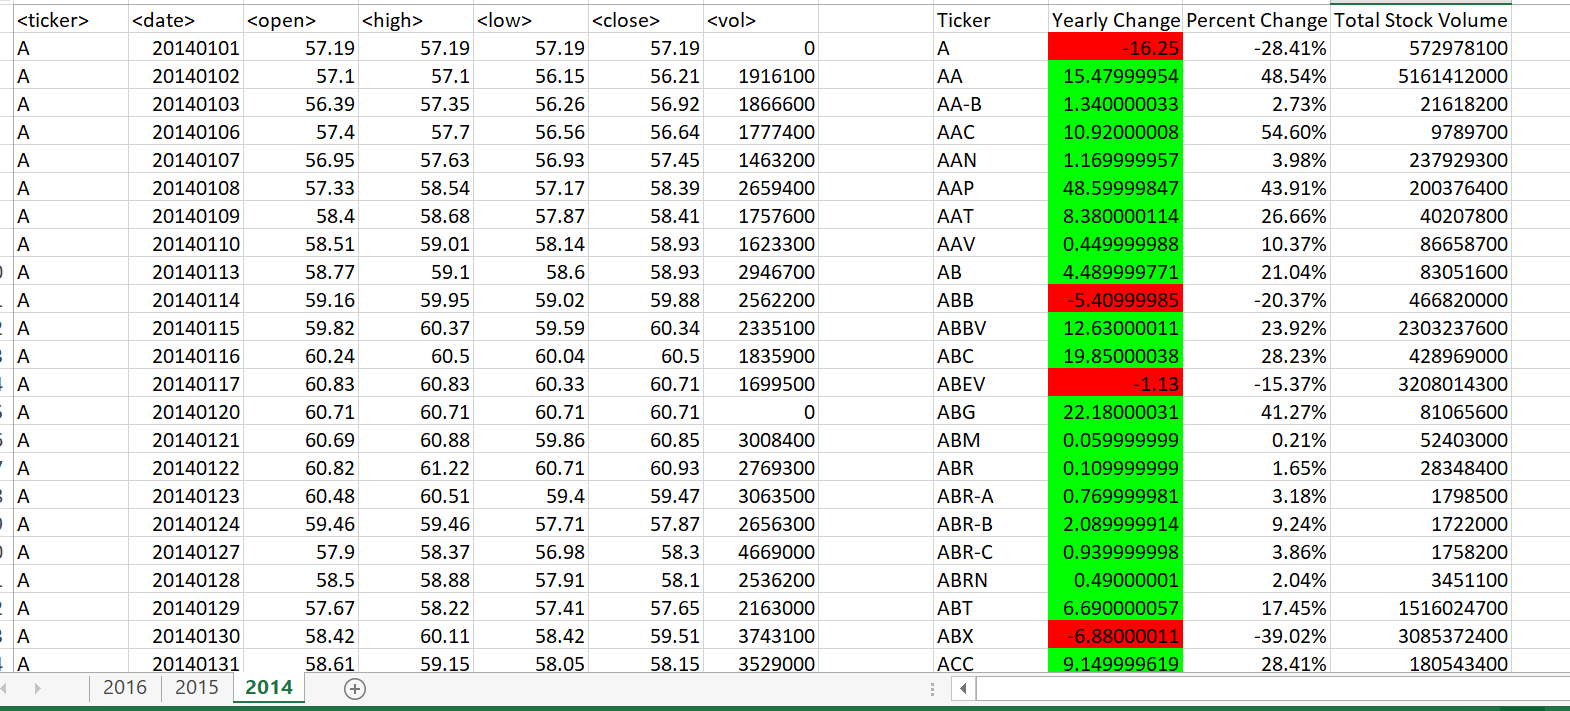 <ticker> <date> <open> <high> <low> <close> <vol> Ticker Yearly Change Percent Change Total Stock Volume
A 20140101 57.19 57.19 57.19 57.19 0 A -16.25 -28.41% 572978100
A 20140102 57.1 57.1 56.15 56.21 1916100 AA 15.47999954 48.54% 5161412000
A 20140103 56.39 57.35 56.26 56.92 1866600 AA-B 1.340000033 2.73% 21618200
A 20140106 57.4 57.7 56.56 56.64 1777400 AAC 10.92000008 54.60% 9789700
A 20140107 56.95 57.63 56.93 57.45 1463200 AAN 1.169999957 3.98% 237929300
A 20140108 57.33 58.54 57.17 58.39 2659400 AAP 48.59999847 43.91% 200376400
A 20140109 58.4 58.68 57.87 58.41 1757600 AAT 8.380000114 26.66% 40207800
A 20140110 58.51 59.01 58.14 58.93 1623300 AAV 0.449999988 10.37% 86658700
A 20140113 58.77 59.1 58.6 58.93 2946700 AB 4.489999771 21.04% 83051600
A 20140114 59.16 59.95 59.02 59.88 2562200 ABB -5.40999985 -20.37% 466820000
A 20140115 59.82 60.37 59.59 60.34 2335100 ABBV 12.63000011 23.92% 2303237600
A 20140116 60.24 60.5 60.04 60.5 1835900 ABC 19.85000038 28.23% 428969000
A 20140117 60.83 60.83 60.33 60.71 1699500 ABEV -1.13 -15.37% 3208014300
A 20140120 60.71 60.71 60.71 60.71 0 ABG 22.18000031 41.27% 81065600
A 20140121 60.69 60.88 59.86 60.85 3008400 ABM 0.059999999 0.21% 52403000
A 20140122 60.82 61.22 60.71 60.93 2769300 ABR 0.109999999 1.65% 28348400
A 20140123 60.48 60.51 59.4 59.47 3063500 ABR-A 0.769999981 3.18% 1798500
A 20140124 59.46 59.46 57.71 57.87 2656300 ABR-B 2.089999914 9.24% 1722000
A 20140127 57.9 58.37 56.98 58.3 4669000 ABR-C 0.939999998 3.86% 1758200
A 20140128 58.5 58.88 57.91 58.1 2536200 ABRN 0.49000001 2.04% 3451100
A 20140129 57.67 58.22 57.41 57.65 2163000 ABT 6.690000057 17.45% 1516024700
A 20140130 58.42 60.11 58.42 59.51 3743100 ABX -6.88000011 -39.02% 3085372400
A 20140131 58.61 59.15 58.05 58.15 3529000 ACC 9.149999619 28.41% 180543400
2016 2015 2014